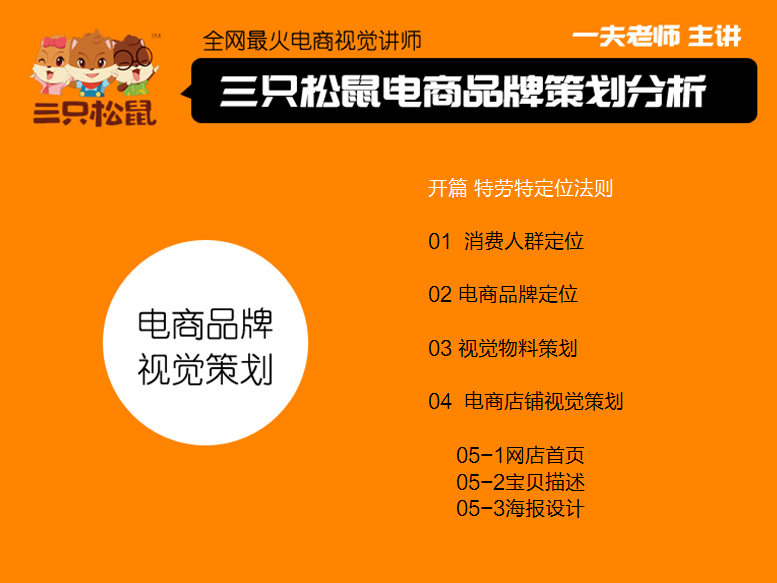 全网最火电商视觉讲师
一夫老师 主讲
三只松鼠
TM
三只松鼠电商品牌策划分析
开篇 特劳特定位法则
01 消费人群定位
02 电商品牌定位
03 视觉物料策划
04 电商店铺视觉策划
05-1网店首页
05-2宝贝描述
05-3海报设计
电商品牌
视觉策划